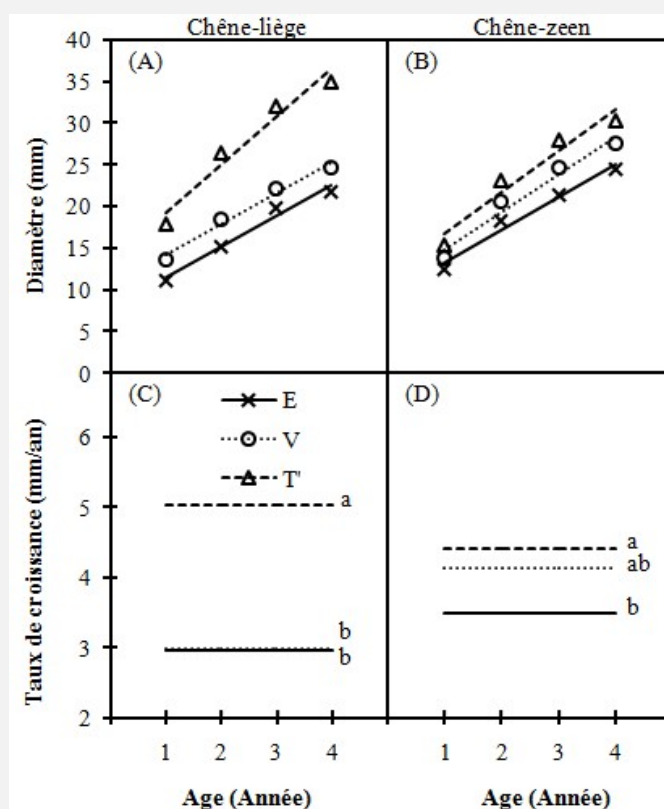 Chêne-liège Chêne-zeen
40 (A) (B)
35
30
25
20
15
10
5
0
Diamètre (mm)
(C) (D)
E
V
T'
6
5
4
3
2
a
b
b
a
ab
b
Taux de croissance (mm/an)
1 2 3 4 1 2 3 4
Age (Année) Age (Année)